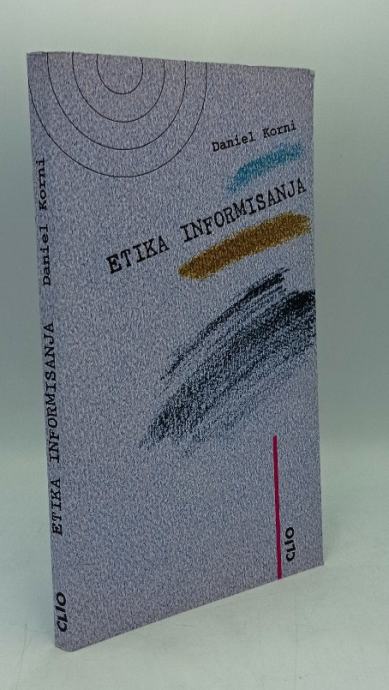 Daniel Korni
ETIKA INFORMISANJA
CLIO
ETIKA INFORMISANJA Daniel Korni
CLIO